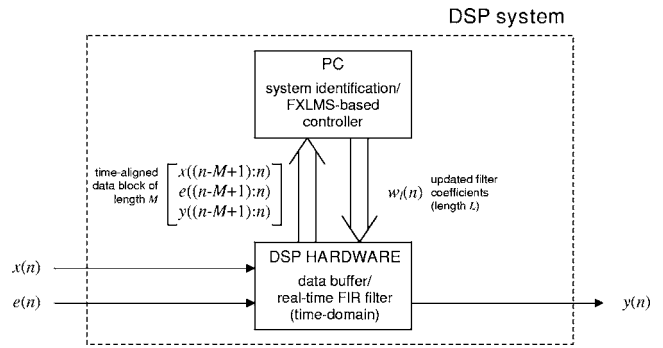 DSP system
PC
system identification/
FXLMS-based
controller
time-aligned
data block of
length M
x((n-M+1):n)
e((n-M+1):n)
y((n-M+1):n)
w_l(n)
updated filter
coefficients
(length L)
DSP HARDWARE
data buffer/
real-time FIR filter
(time-domain)
x(n)
e(n)
y(n)